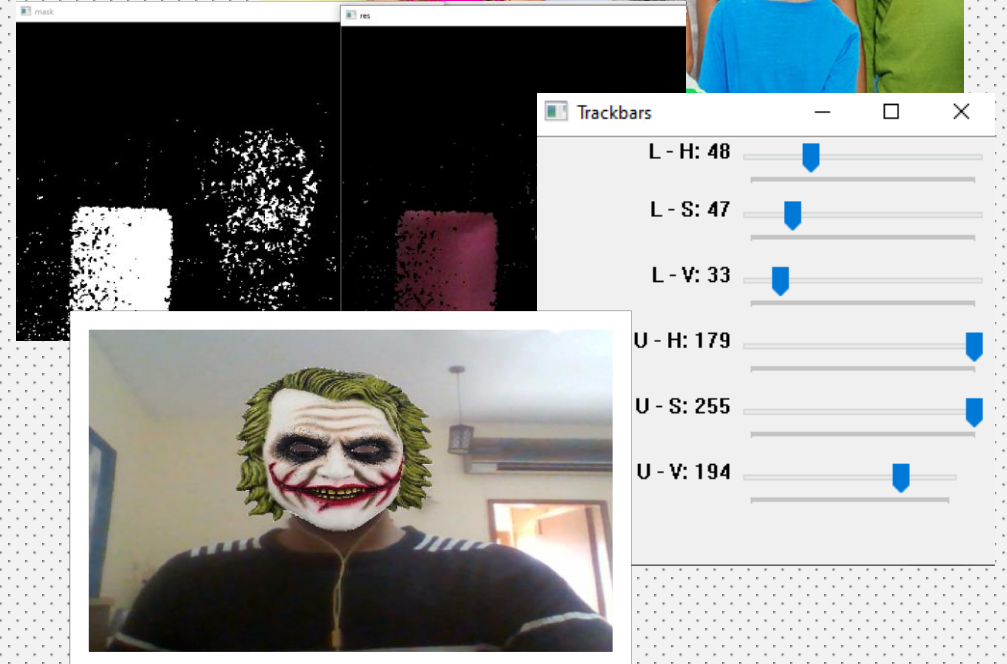 mask
res
Trackbars
L - H: 48
L - S: 47
L - V: 33
U - H: 179
U - S: 255
U - V: 194